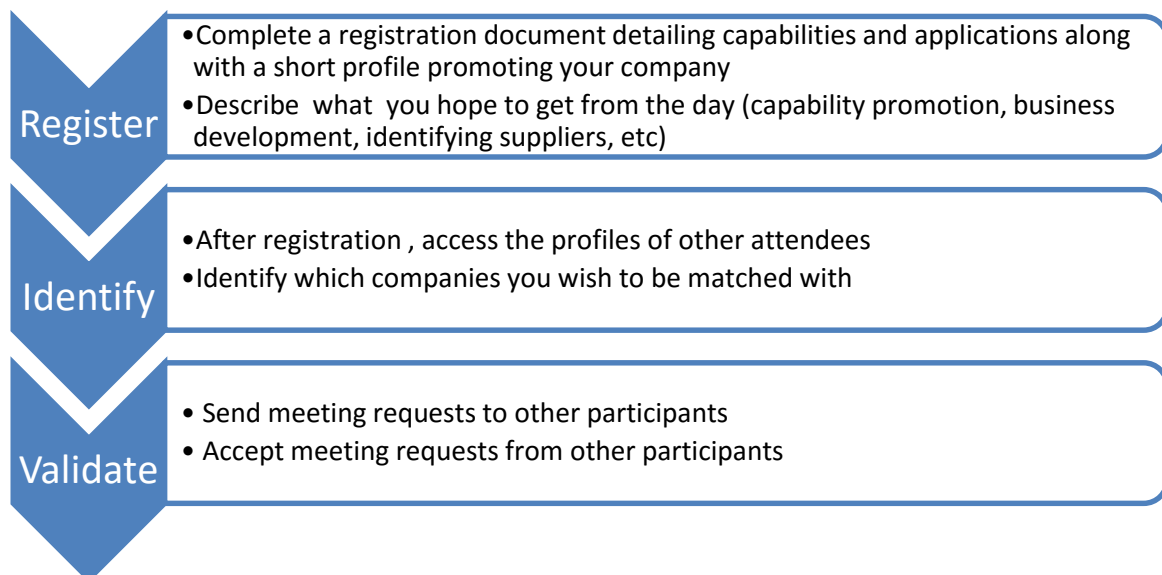 Register
•Complete a registration document detailing capabilities and applications along
with a short profile promoting your company
•Describe  what  you hope to get from the day (capability promotion, business
development, identifying suppliers, etc)
Identify
•After registration , access the profiles of other attendees
•Identify which companies you wish to be matched with
Validate
• Send meeting requests to other participants
• Accept meeting requests from other participants